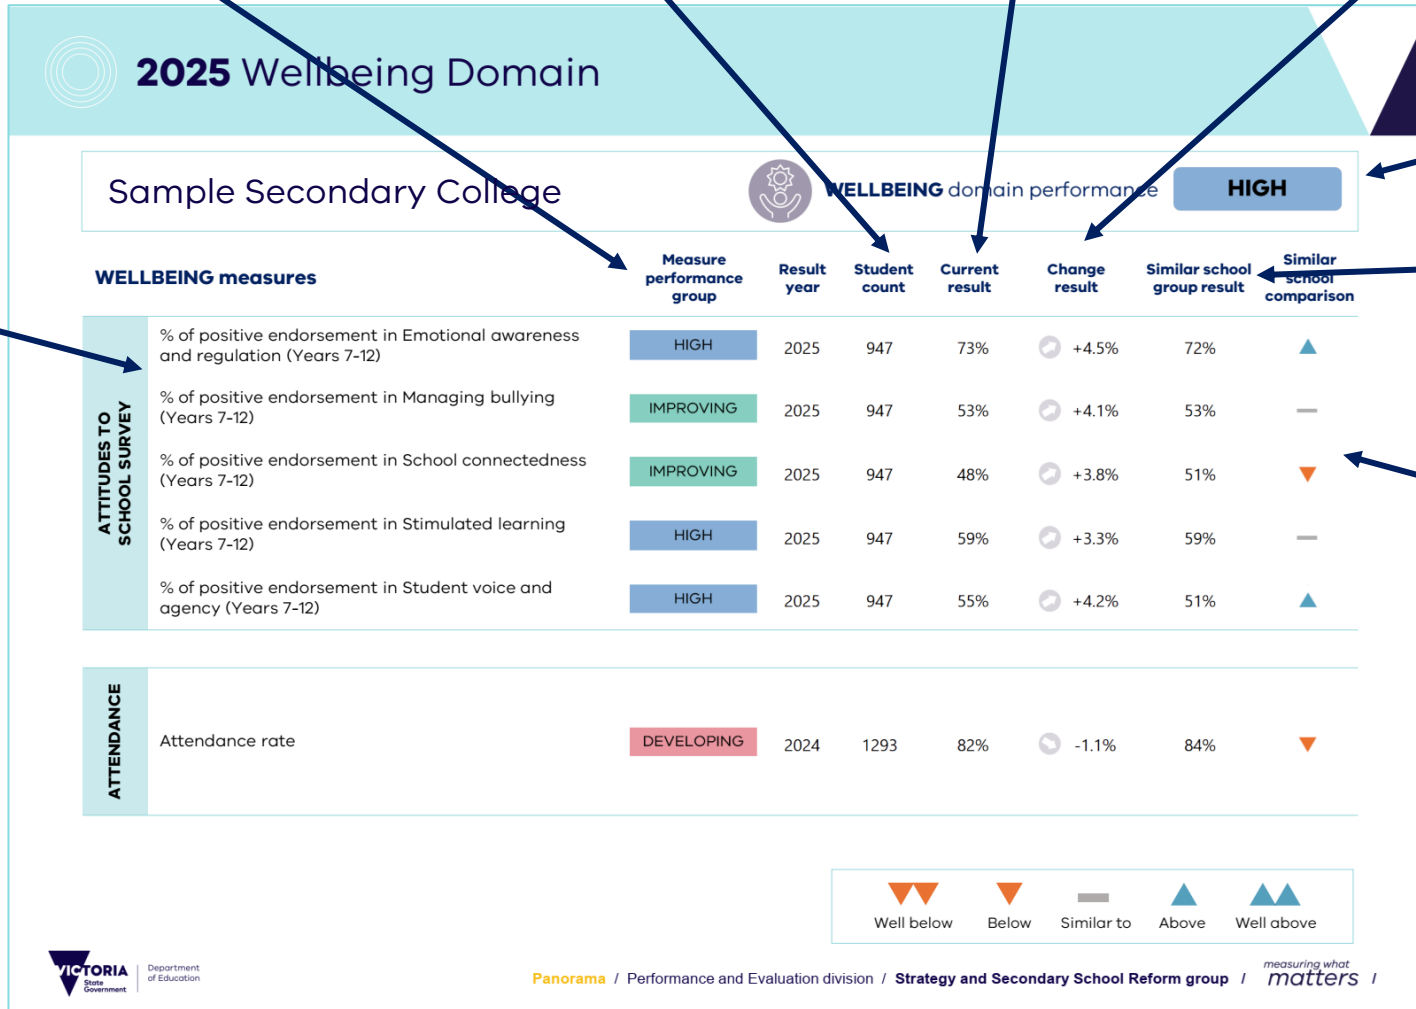 2025 Wellbeing Domain
Sample Secondary College
WELLBEING domain performance
HIGH
WELLBEING measures
Measure
performance
group
Result
year
Student
count
Current
result
Change
result
Similar school
group result
Similar
school
comparison
ATTITUDES TO
SCHOOL SURVEY
% of positive endorsement in Emotional awareness
and regulation (Years 7-12)
HIGH 2025 947 73% +4.5% 72%
% of positive endorsement in Managing bullying
(Years 7-12)
IMPROVING 2025 947 53% +4.1% 53%
% of positive endorsement in School connectedness
(Years 7-12)
IMPROVING 2025 947 48% +3.8% 51%
% of positive endorsement in Stimulated learning
(Years 7-12)
HIGH 2025 947 59% +3.3% 59%
% of positive endorsement in Student voice and
agency (Years 7-12)
HIGH 2025 947 55% +4.2% 51%
ATTENDANCE
Attendance rate DEVELOPING 2024 1293 82% -1.1% 84%
Well below Below Similar to Above Well above
VICTORIA
State
Government
Department
of Education
Panorama / Performance and Evaluation division / Strategy and Secondary School Reform group /
measuring what
matters /